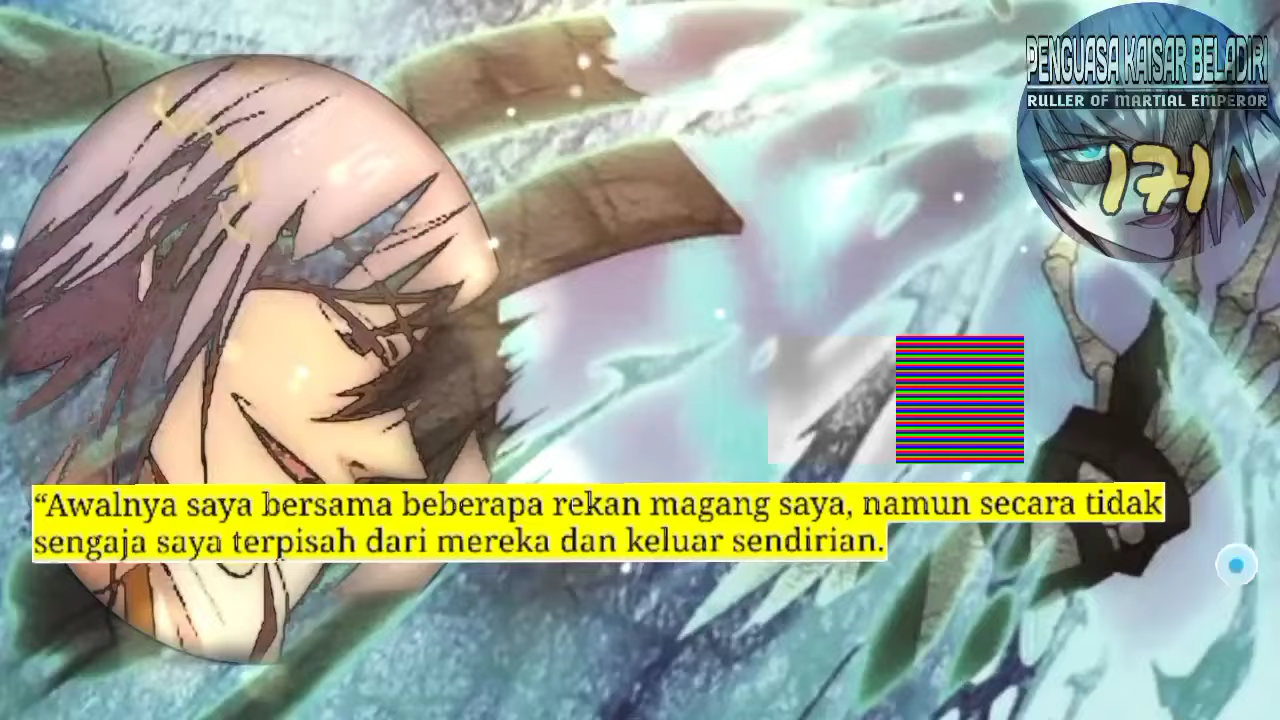 PENGUASA KAISAR BELADIRI
RULLER OF MARTIAL EMPEROR
171
“Awalnya saya bersama beberapa rekan magang saya, namun secara tidak
sengaja saya terpisah dari mereka dan keluar sendirian.